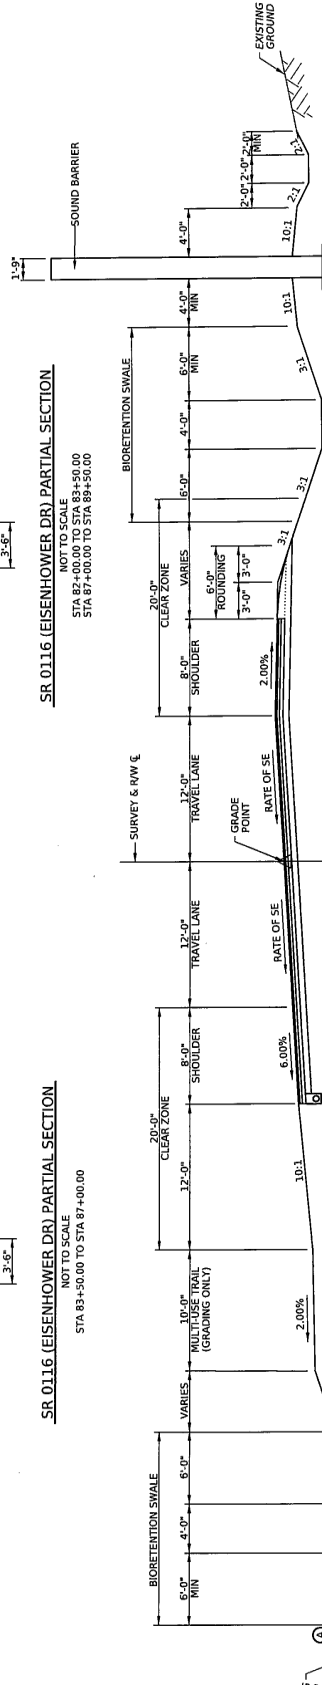 3'-6"
SR 0116 (EISENHOWER DR) PARTIAL SECTION
NOT TO SCALE
STA 83+50.00 TO STA 87+00.00
3'-6"
SR 0116 (EISENHOWER DR) PARTIAL SECTION
NOT TO SCALE
STA 82+00.00 TO STA 83+50.00
STA 87+00.00 TO STA 89+50.00
1'-9"
SOUND BARRIER
BIORETENTION SWALE
20'-0"
CLEAR ZONE
SURVEY & R/W ℄
20'-0"
CLEAR ZONE
BIORETENTION SWALE
6'-0"
MIN
4'-0"
6'-0"
VARIES
10'-0"
MULTI-USE TRAIL
(GRADING ONLY)
12'-0"
8'-0"
SHOULDER
12'-0"
TRAVEL LANE
12'-0"
TRAVEL LANE
8'-0"
SHOULDER
VARIES
6'-0"
4'-0"
6'-0"
MIN
4'-0"
MIN
4'-0"
6'-0"
ROUNDING
3'-0"
3'-0"
2'-0"
2'-0"
2'-0"
MIN
EXISTING
GROUND
GRADE
POINT
2.00%
10:1
6.00%
RATE OF SE
RATE OF SE
2.00%
3:1
3:1
3:1
10:1
10:1
2:1
2:1
A